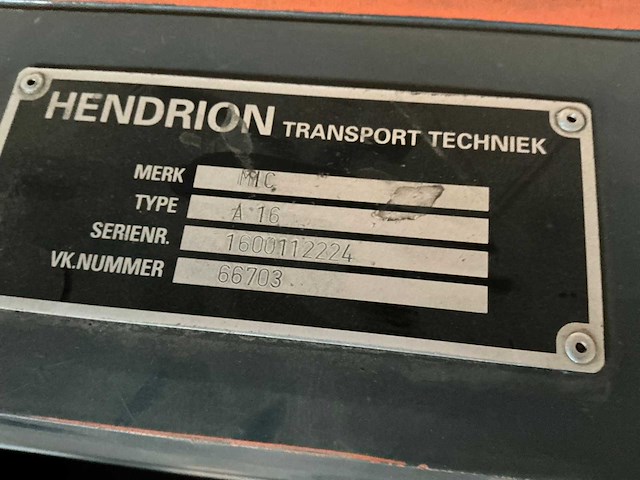 HENDRION TRANSPORT TECHNIEK
MERK MIC
TYPE A 16
SERIENR. 1600112224
VK.NUMMER 66703